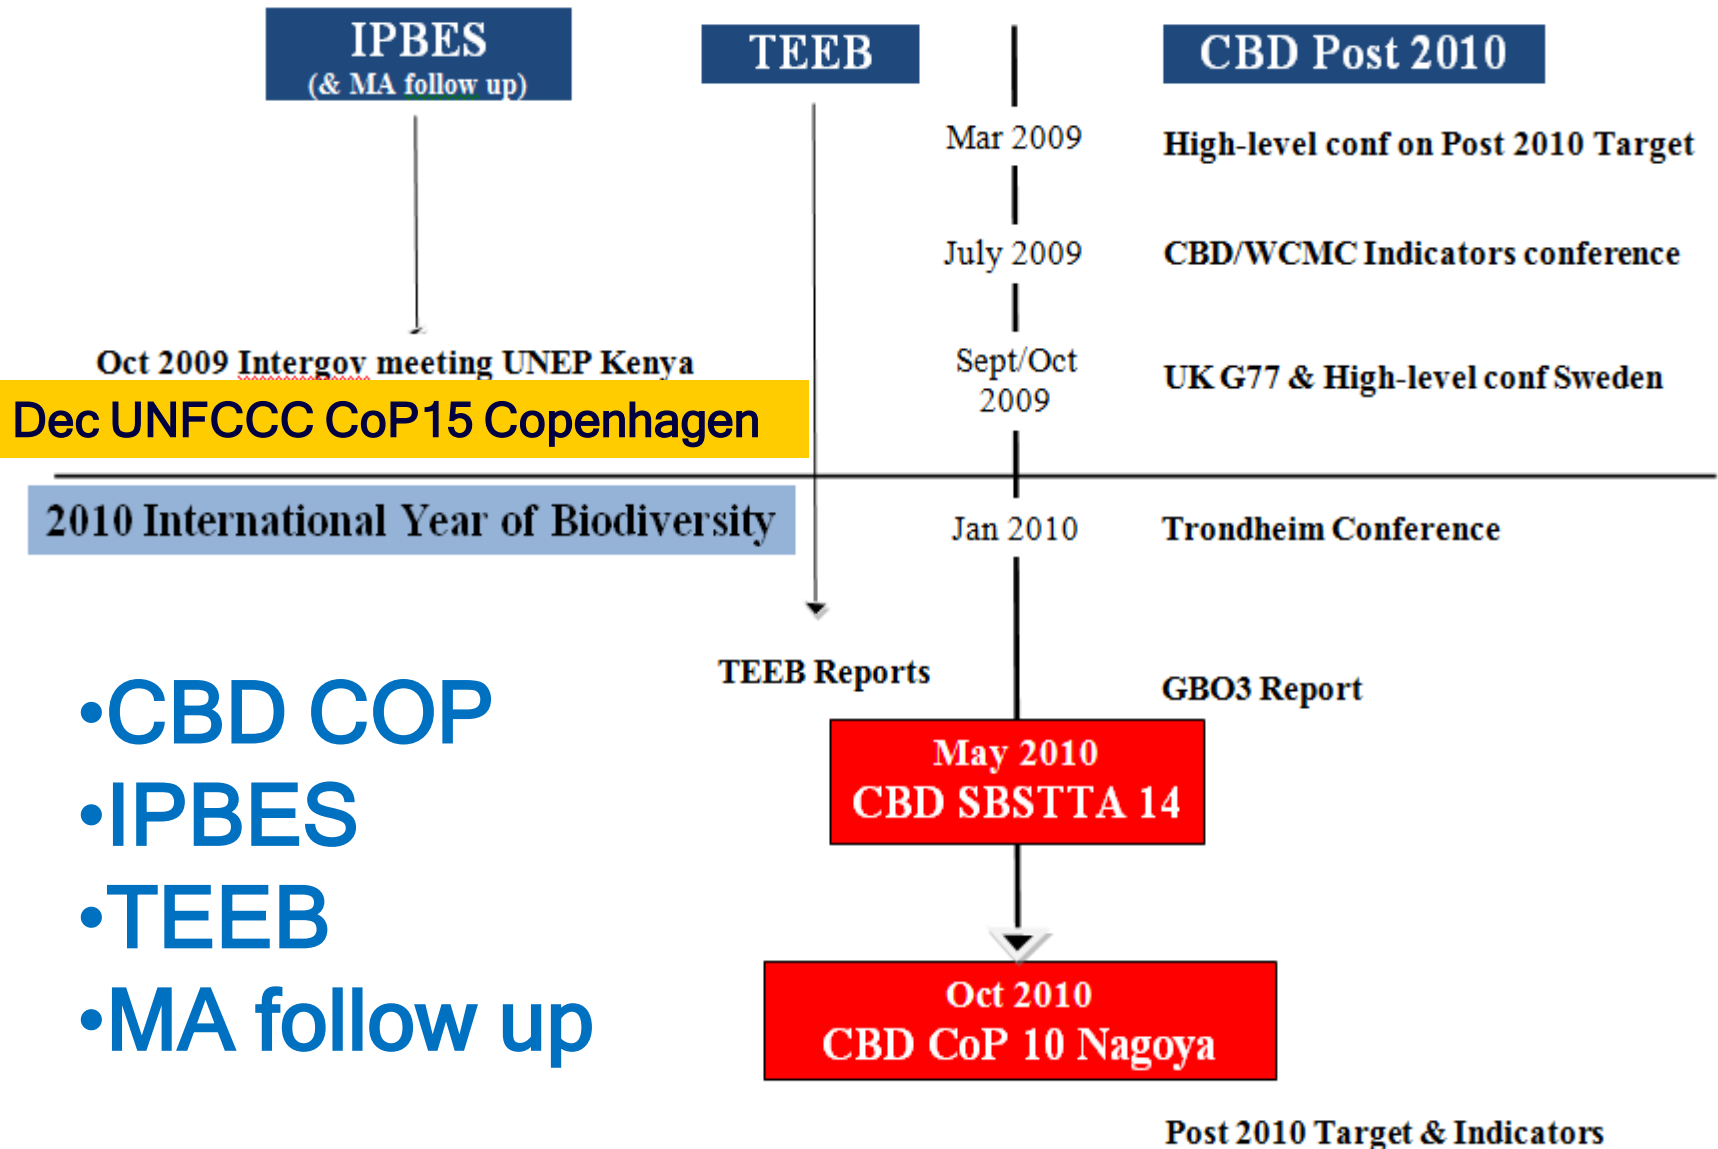 IPBES
(& MA follow up)
TEEB
CBD Post 2010
Mar 2009
High-level conf on Post 2010 Target
July 2009
CBD/WCMC Indicators conference
Oct 2009 Intergov meeting UNEP Kenya
Sept/Oct
2009
UK G77 & High-level conf Sweden
Dec UNFCCC CoP15 Copenhagen
2010 International Year of Biodiversity
Jan 2010
Trondheim Conference
TEEB Reports
GBO3 Report
May 2010
CBD SBSTTA 14
•CBD COP
•IPBES
•TEEB
•MA follow up
Oct 2010
CBD CoP 10 Nagoya
Post 2010 Target & Indicators